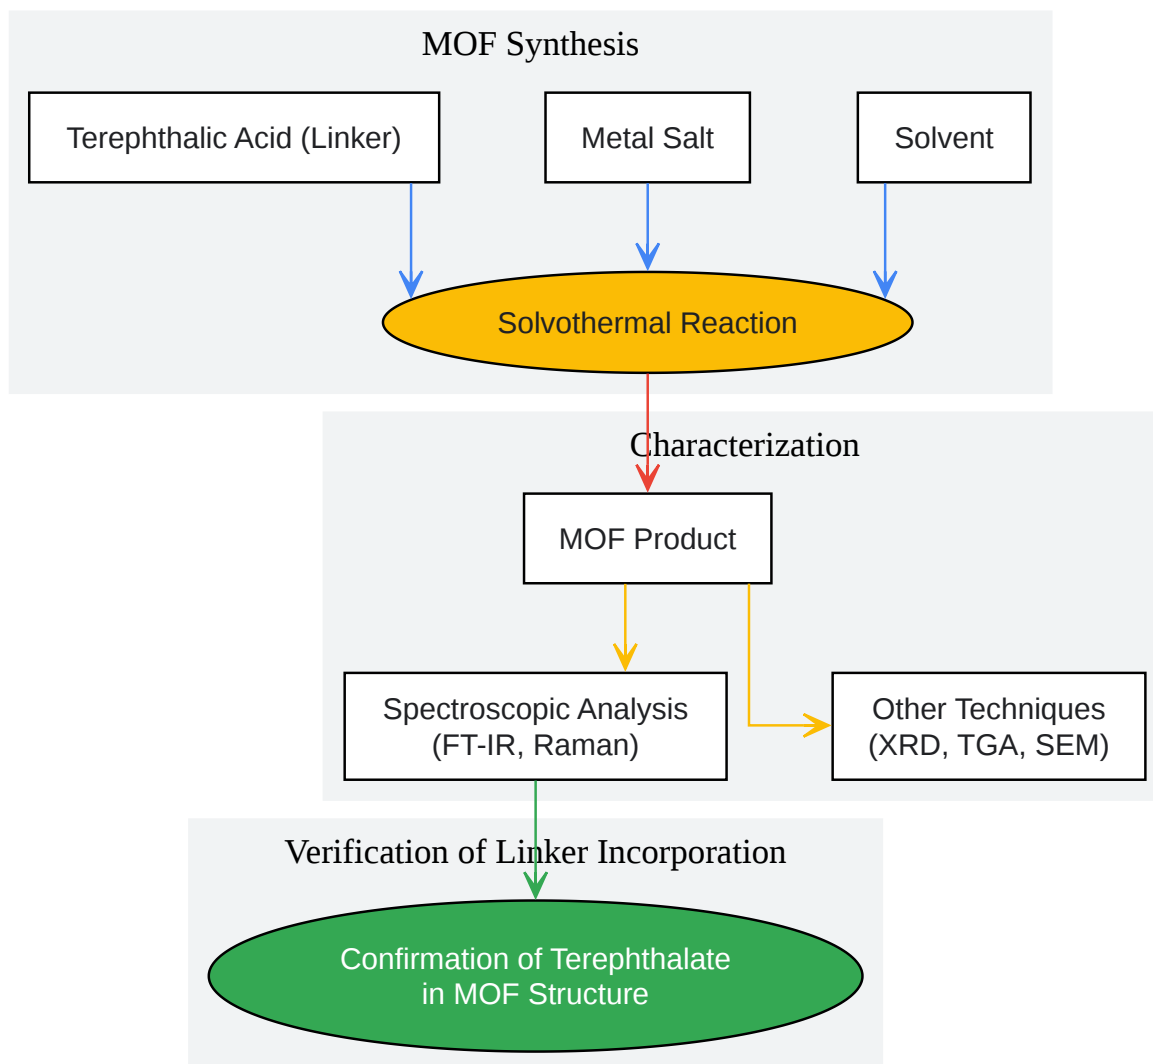 MOF Synthesis
Terephthalic Acid (Linker)
Metal Salt
Solvent
Solvothermal Reaction
Characterization
MOF Product
Spectroscopic Analysis
(FT-IR, Raman)
Other Techniques
(XRD, TGA, SEM)
Verification of Linker Incorporation
Confirmation of Terephthalate
in MOF Structure